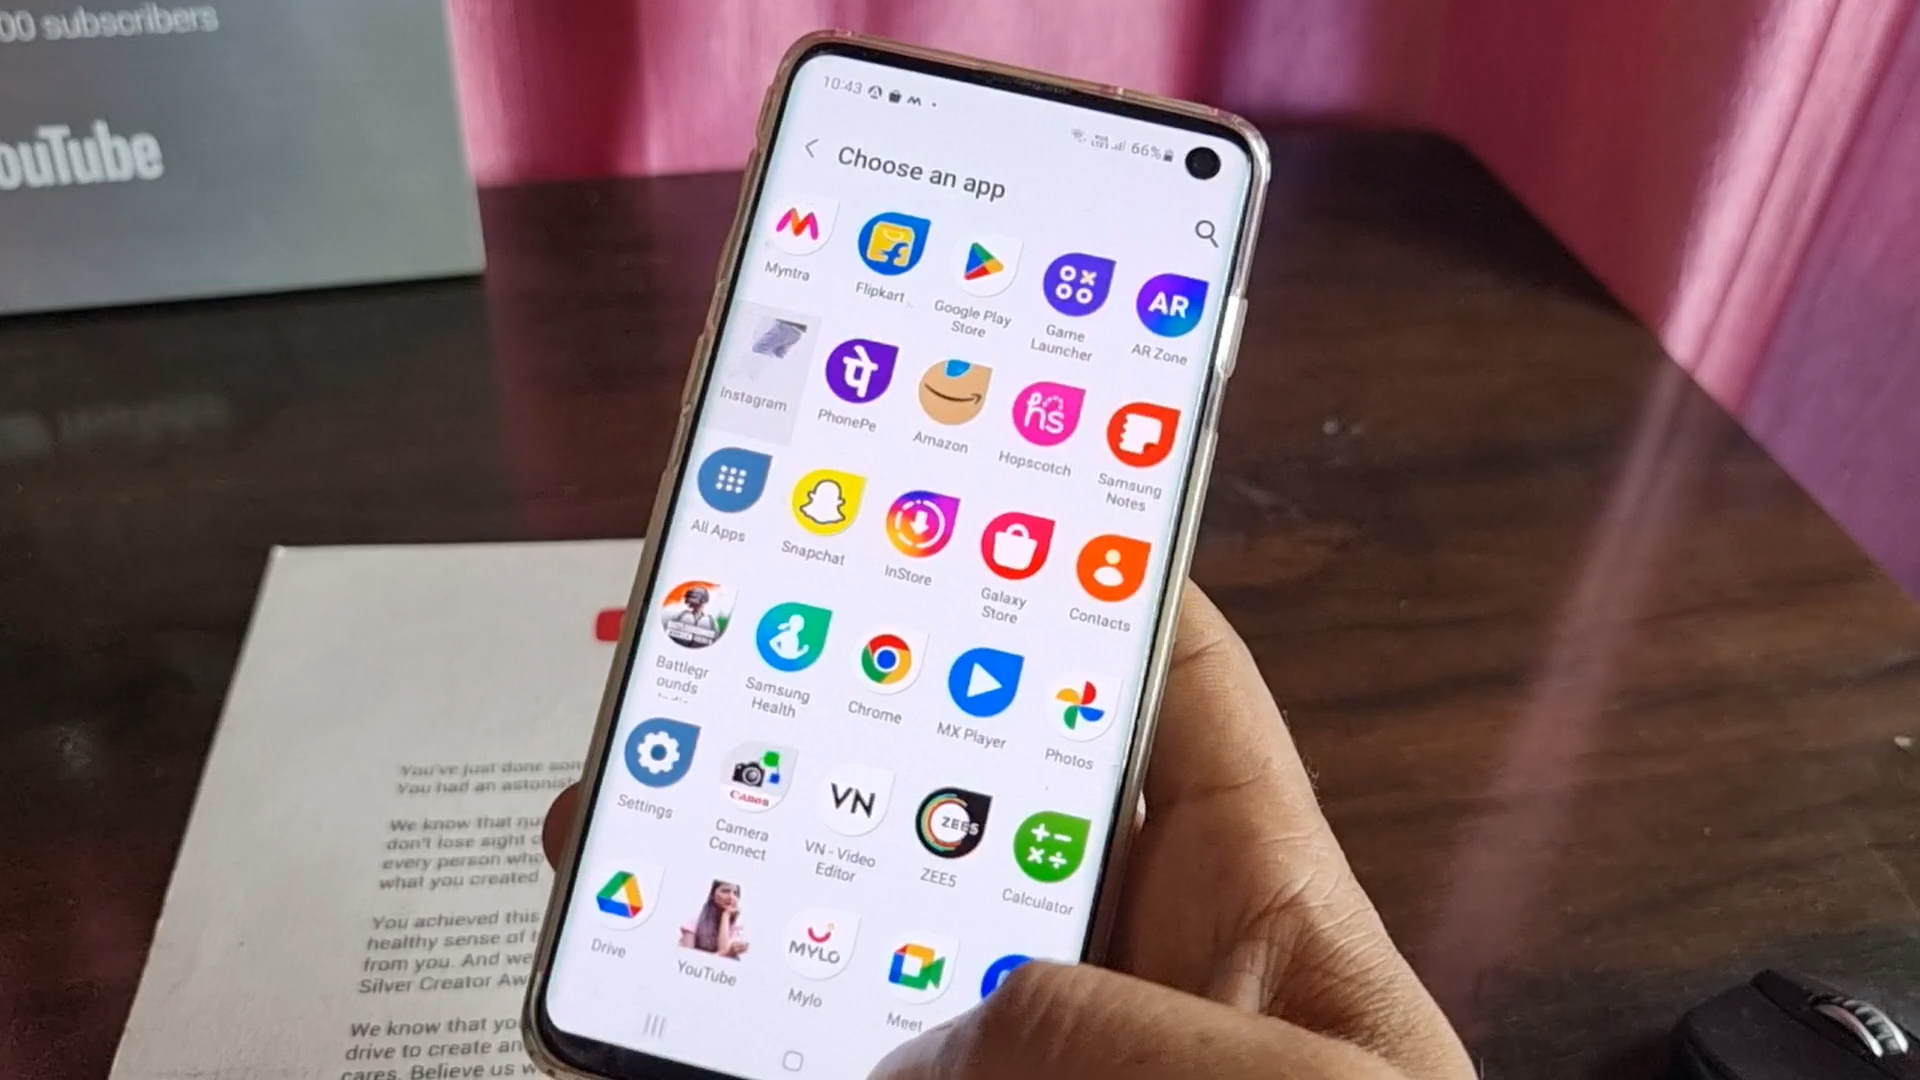 00 subscribers
ouTube
10:43
66%
Choose an app
Myntra
Flipkart
Google Play
Store
Game
Launcher
AR
AR Zone
Instagram
पे
PhonePe
Amazon
hs
Hopscotch
Samsung
Notes
All Apps
Snapchat
InStore
Galaxy
Store
Contacts
Battlegr
ounds
Samsung
Health
Chrome
MX Player
Photos
Settings
Canon
Camera
Connect
VN
VN - Video
Editor
ZEE5
ZEE5
Calculator
Drive
YouTube
MYLO
Mylo
Meet
You've just done
You had an
We know that
don't lose sight
every person who
what you created
You achieved this
healthy sense of
from you. And we
Silver Creator
We know that
drive to create an
cares. Believe us